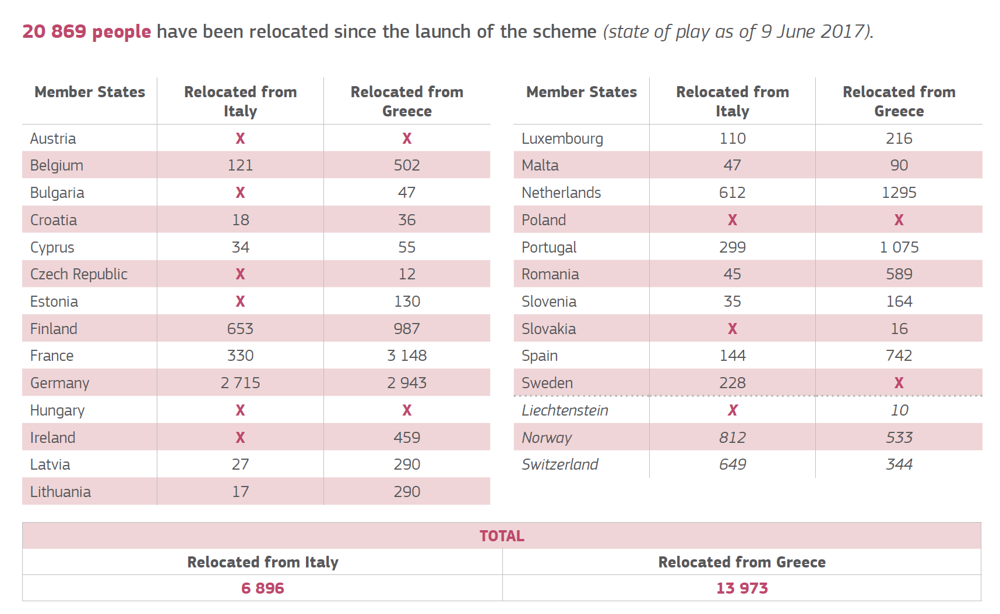 20 869 people have been relocated since the launch of the scheme (state of play as of 9 June 2017).
Member States Relocated from Italy Relocated from Greece
Austria X X
Belgium 121 502
Bulgaria X 47
Croatia 18 36
Cyprus 34 55
Czech Republic X 12
Estonia X 130
Finland 653 987
France 330 3 148
Germany 2 715 2 943
Hungary X X
Ireland X 459
Latvia 27 290
Lithuania 17 290
Member States Relocated from Italy Relocated from Greece
Luxembourg 110 216
Malta 47 90
Netherlands 612 1295
Poland X X
Portugal 299 1 075
Romania 45 589
Slovenia 35 164
Slovakia X 16
Spain 144 742
Sweden 228 X
Liechtenstein X 10
Norway 812 533
Switzerland 649 344
TOTAL
Relocated from Italy Relocated from Greece
6 896 13 973